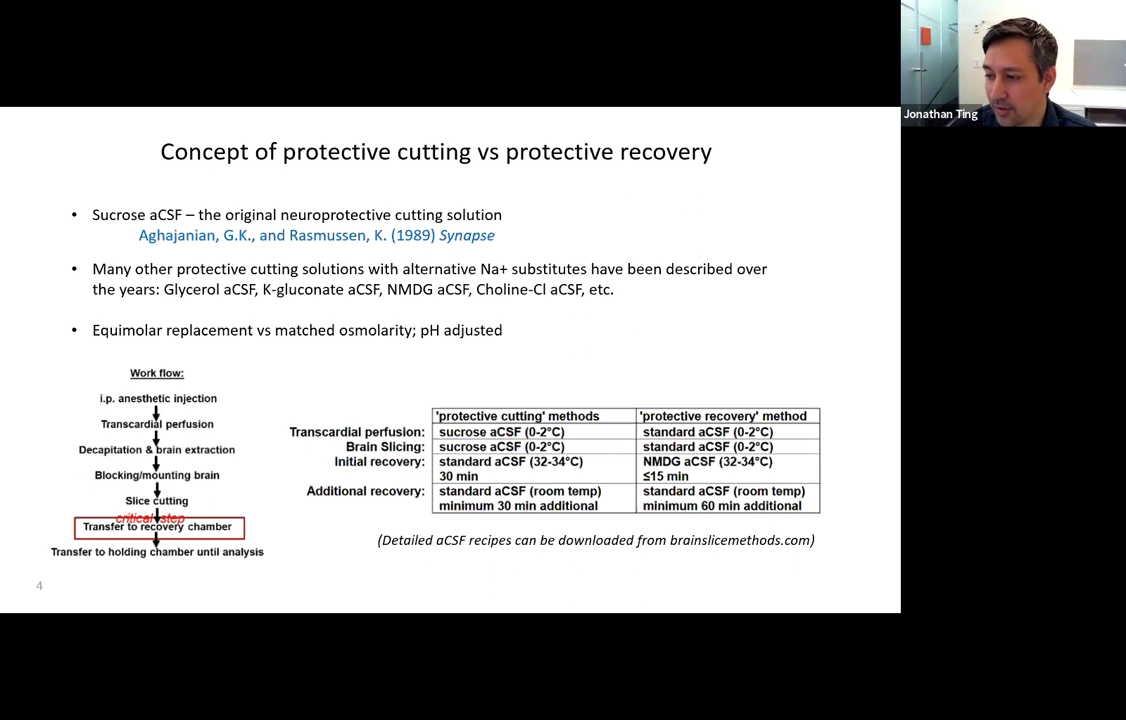 Jonathan Ting
Concept of protective cutting vs protective recovery
• Sucrose aCSF – the original neuroprotective cutting solution
Aghajanian, G.K., and Rasmussen, K. (1989) Synapse
• Many other protective cutting solutions with alternative Na+ substitutes have been described over
the years: Glycerol aCSF, K-gluconate aCSF, NMDG aCSF, Choline-Cl aCSF, etc.
• Equimolar replacement vs matched osmolarity; pH adjusted
Work flow:
i.p. anesthetic injection
Transcardial perfusion
Decapitation & brain extraction
Blocking/mounting brain
Slice cutting
critical step
Transfer to recovery chamber
Transfer to holding chamber until analysis
'protective cutting' methods 'protective recovery' method
Transcardial perfusion: sucrose aCSF (0-2°C) standard aCSF (0-2°C)
Brain Slicing: sucrose aCSF (0-2°C) standard aCSF (0-2°C)
Initial recovery: standard aCSF (32-34°C) NMDG aCSF (32-34°C)
30 min ≤15 min
Additional recovery: standard aCSF (room temp) standard aCSF (room temp)
minimum 30 min additional minimum 60 min additional
(Detailed aCSF recipes can be downloaded from brainslicemethods.com)
4